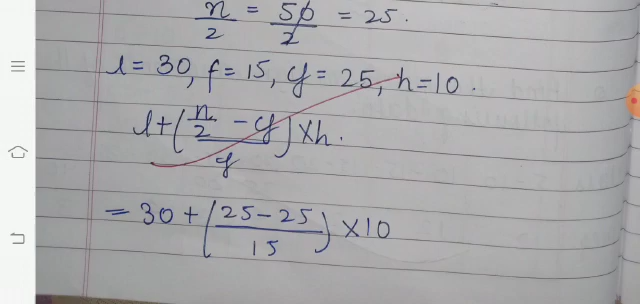 n/2 = 50/2 = 25.
l = 30, f = 15, cf = 25, h = 10.
l + (n/2 - cf / f) × h.
= 30 + (25 - 25 / 15) × 10